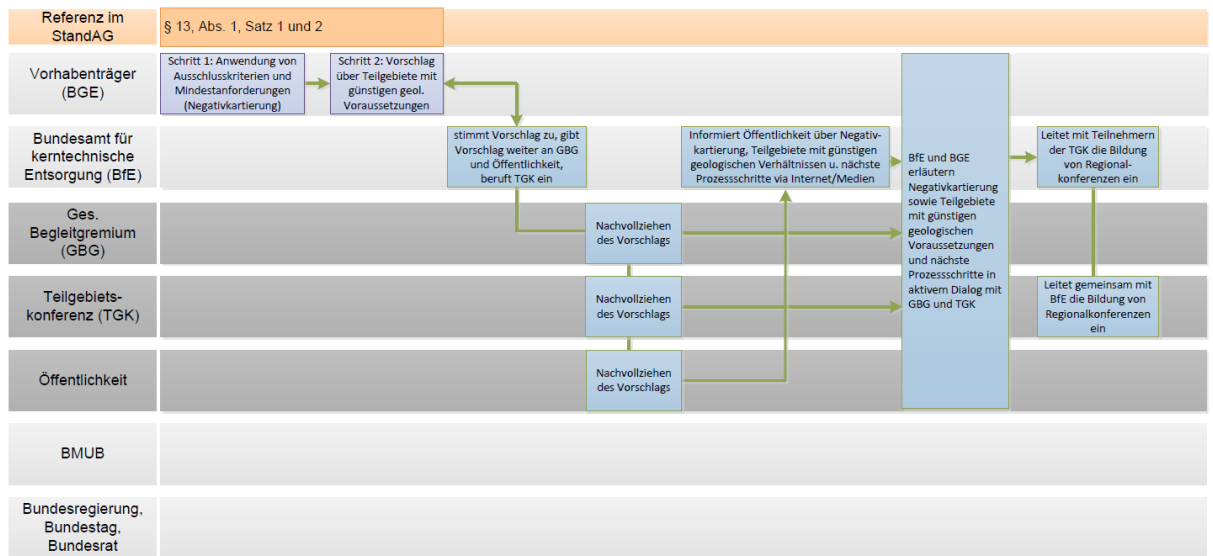 Referenz im
StandAG
§ 13, Abs. 1, Satz 1 und 2
Vorhabenträger
(BGE)
Schritt 1: Anwendung von
Ausschlusskriterien und
Mindestanforderungen
(Negativkartierung)
Schritt 2: Vorschlag
über Teilgebiete mit
günstigen geol.
Voraussetzungen
Bundesamt für
kerntechnische
Entsorgung (BfE)
stimmt Vorschlag zu, gibt
Vorschlag weiter an GBG
und Öffentlichkeit,
beruft TGK ein
Informiert Öffentlichkeit über Negativ-
kartierung, Teilgebiete mit günstigen
geologischen Verhältnissen u. nächste
Prozessschritte via Internet/Medien
BfE und BGE
erläutern
Negativkartierung
sowie Teilgebiete
mit günstigen
geologischen
Voraussetzungen
und nächste
Prozessschritte in
aktivem Dialog mit
GBG und TGK
Leitet mit Teilnehmern
der TGK die Bildung
von Regional-
konferenzen ein
Ges.
Begleitgremium
(GBG)
Nachvollziehen
des Vorschlags
Teilgebiets-
konferenz (TGK)
Nachvollziehen
des Vorschlags
Leitet gemeinsam mit
BfE die Bildung von
Regionalkonferenzen
ein
Öffentlichkeit
Nachvollziehen
des Vorschlags
BMUB
Bundesregierung,
Bundestag,
Bundesrat